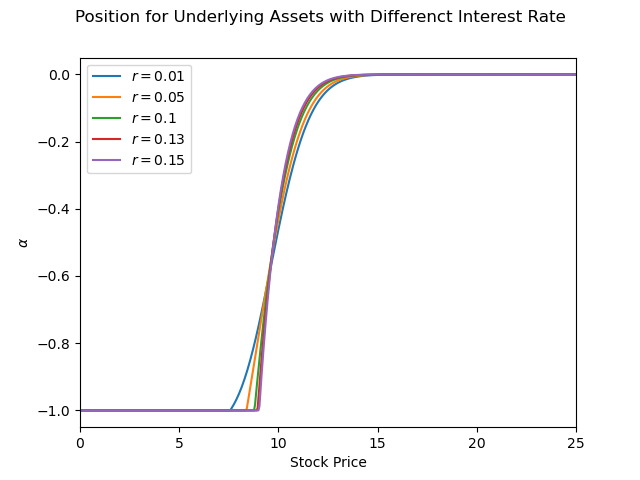 Position for Underlying Assets with Differenct Interest Rate
r = 0.01
r = 0.05
r = 0.1
r = 0.13
r = 0.15
0.0
−0.2
−0.4
−0.6
−0.8
−1.0
α
0 5 10 15 20 25
Stock Price